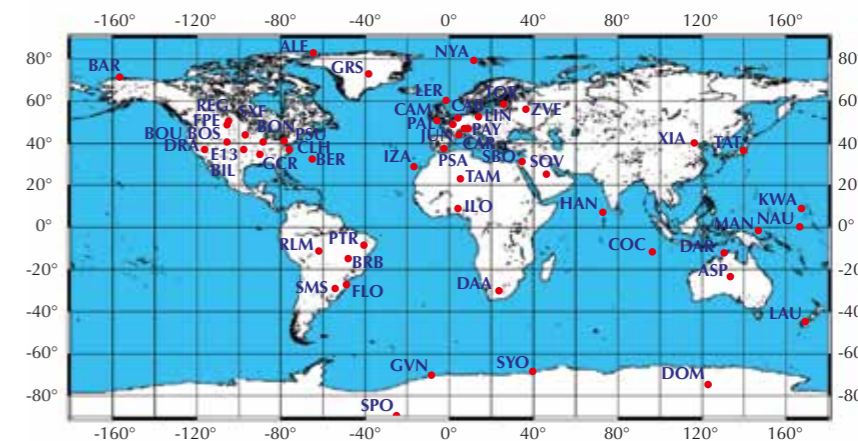 -160° -120° -80° -40° 0° 40° 80° 120° 160°
ALE NYA
80° 80°
BAR GRS
60° LER TOR 60°
REG SXF CAM CAB LIN ZVE
FPE BON PSU PAL PAY
40° BOU BOS CLH JUN CAR XIA TAT 40°
DRA E13 GCR BER IZA PSA SBO SOV
BIL TAM
20° 20°
HAN KWA
ILO NAU
0° MAN 0°
PTR
RLM COC DAR
BRB ASP
-20° -20
SMS FLO DAA
-40° LAU -40
-60° -60
GVN SYO DOM
-80° -80
SPO
-160° -120° -80° -40° 0° 40° 80° 120° 160°